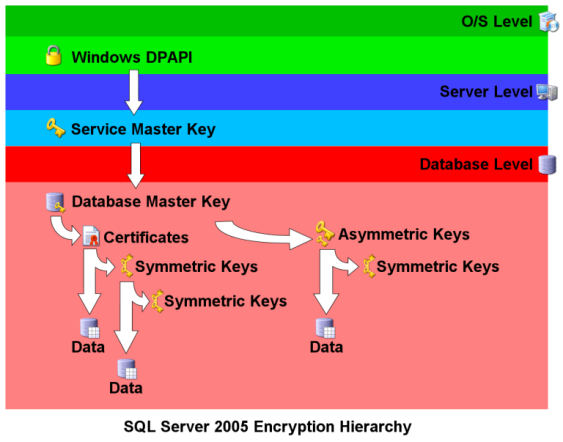 O/S Level
Windows DPAPI
Server Level
Service Master Key
Database Level
Database Master Key
Certificates
Asymmetric Keys
Symmetric Keys
Symmetric Keys
Symmetric Keys
Data
Data
Data
SQL Server 2005 Encryption Hierarchy